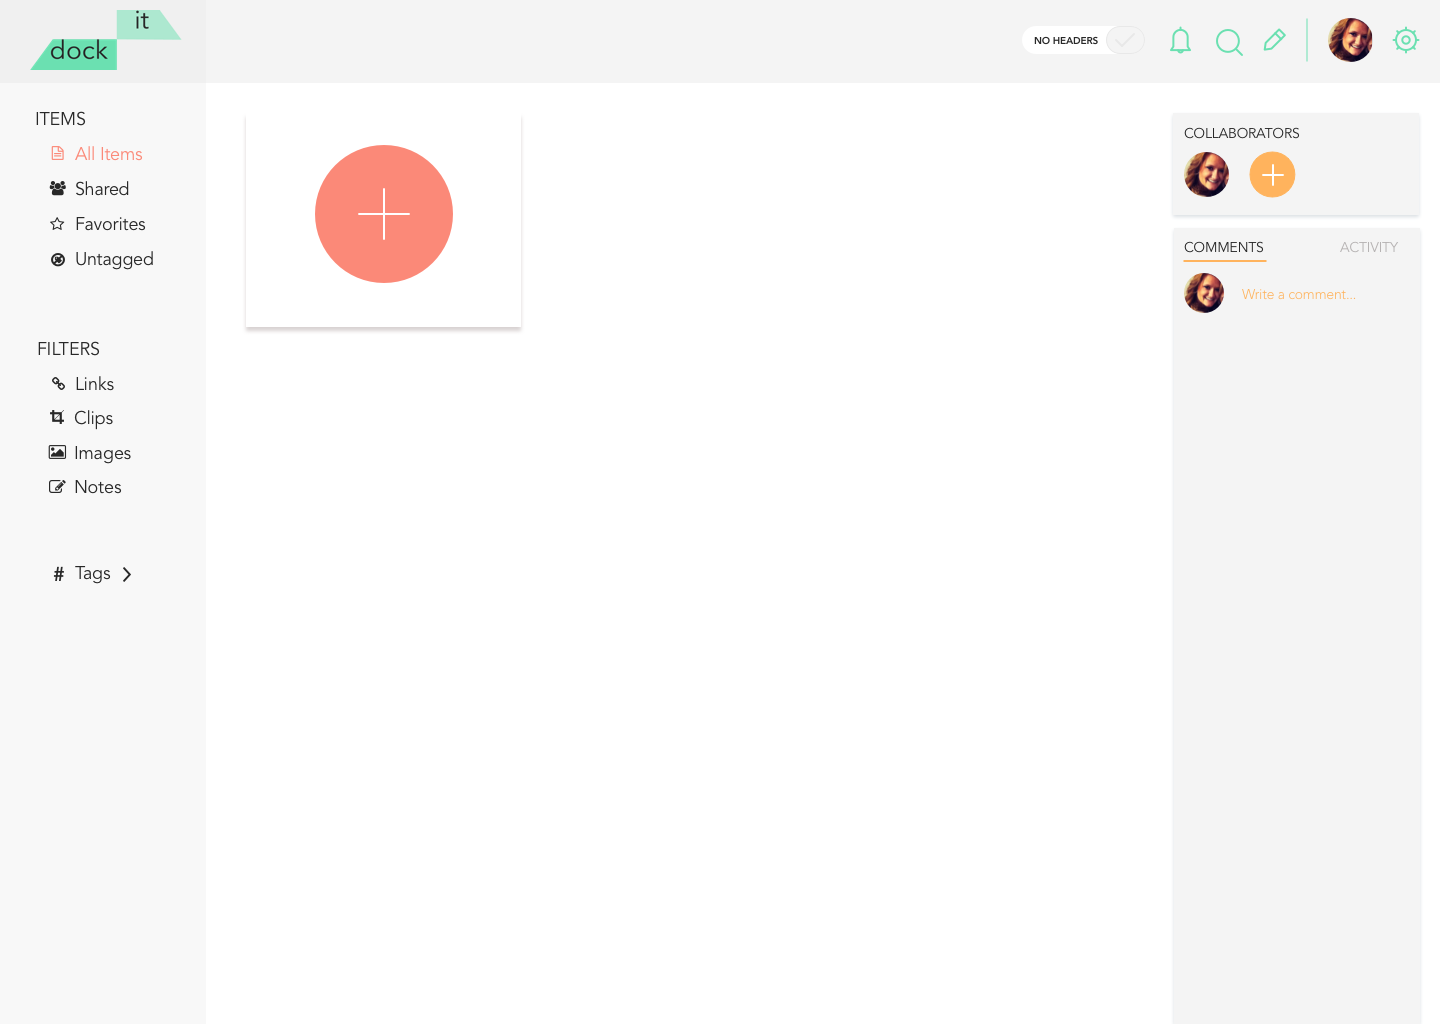 it
dock
NO HEADERS
ITEMS
All Items
Shared
Favorites
Untagged
FILTERS
Links
Clips
Images
Notes
# Tags
COLLABORATORS
COMMENTS ACTIVITY
Write a comment...